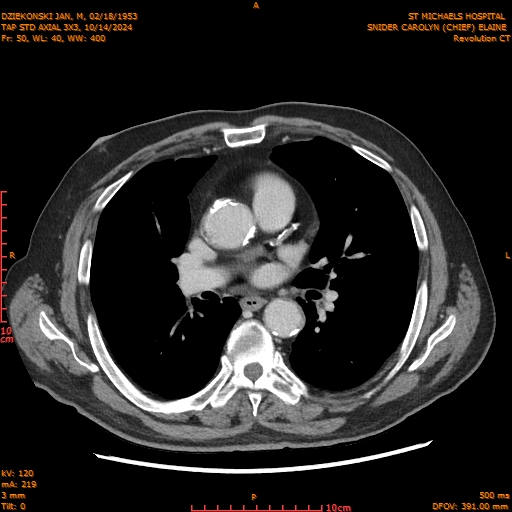 A
DZIEKONSKI JAN, M, 02/18/1953
TAP STD AXIAL 3X3, 10/14/2024
Fr: 50, WL: 40, WW: 400
ST MICHAELS HOSPITAL
SNIDER CAROLYN (CHIEF) ELAINE
Revolution CT
R
L
10
cm
kV: 120
mA: 219
3 mm
Tilt: 0
P
10cm
500 ms
DFOV: 391.00 mm